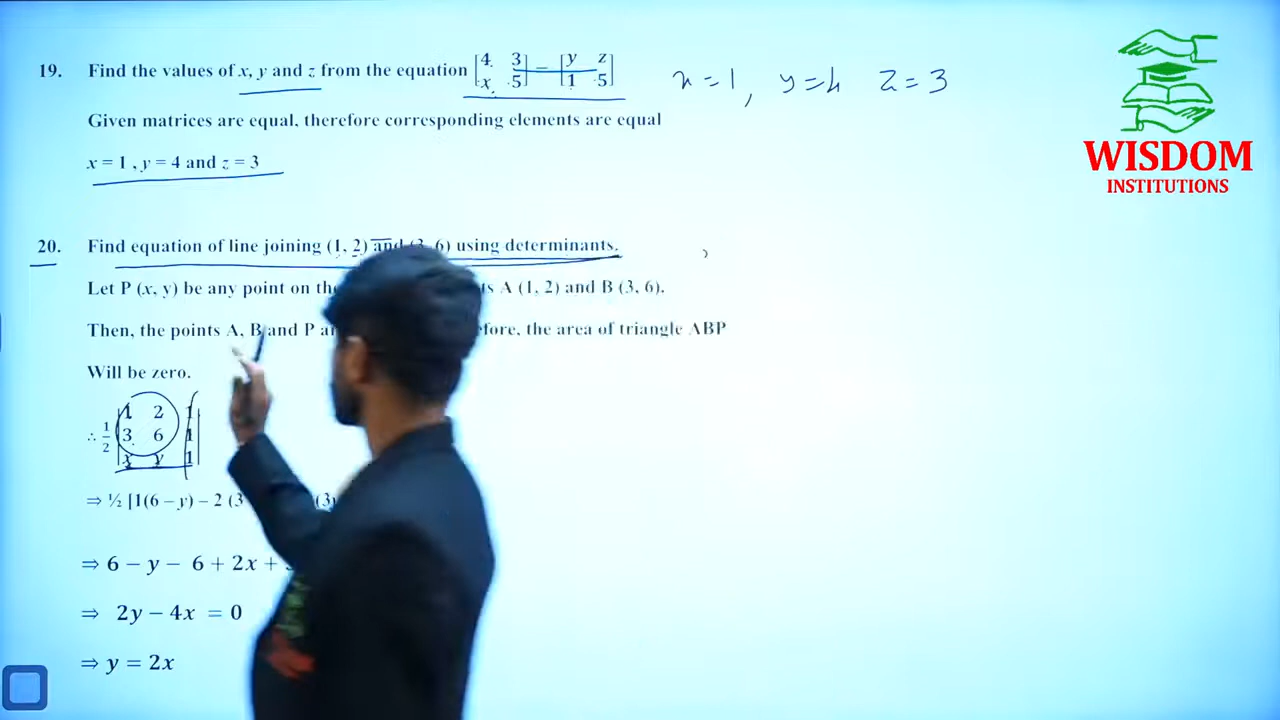 19. Find the values of x, y and z from the equation [4 3 x 5] = [y z 1 5] x=1, y=4 z=3
Given matrices are equal, therefore corresponding elements are equal
x = 1 , y = 4 and z = 3
WISDOM
INSTITUTIONS
20. Find equation of line joining (1, 2) and 6) using determinants.
Let P (x, y) be any point on A (1, 2) and B (3, 6).
Then, the points A, B and P the area of triangle ABP
Will be zero.
∴ 1/2 | 1 2 1
3 6 1
x y 1 |
⇒ ½ [1(6 – y) – 2 (3 (3)
⇒ 6 − y − 6 + 2x +
⇒ 2y − 4x = 0
⇒ y = 2x